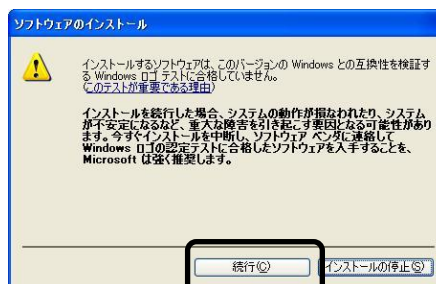 ソフトウェアのインストール
インストールするソフトウェアは、このバージョンの Windows との互換性を検証す
る Windows ロゴ テストに合格していません。
(このテストが重要である理由)
インストールを続行した場合、システムの動作が損なわれたり、システム
が不安定になるなど、重大な障害を引き起こす要因となる可能性があり
ます。今すぐインストールを中断し、ソフトウェア ベンダに連絡して
Windows ロゴの認定テストに合格したソフトウェアを入手することを、
Microsoft は強く推奨します。
続行(C)
インストールの停止(S)